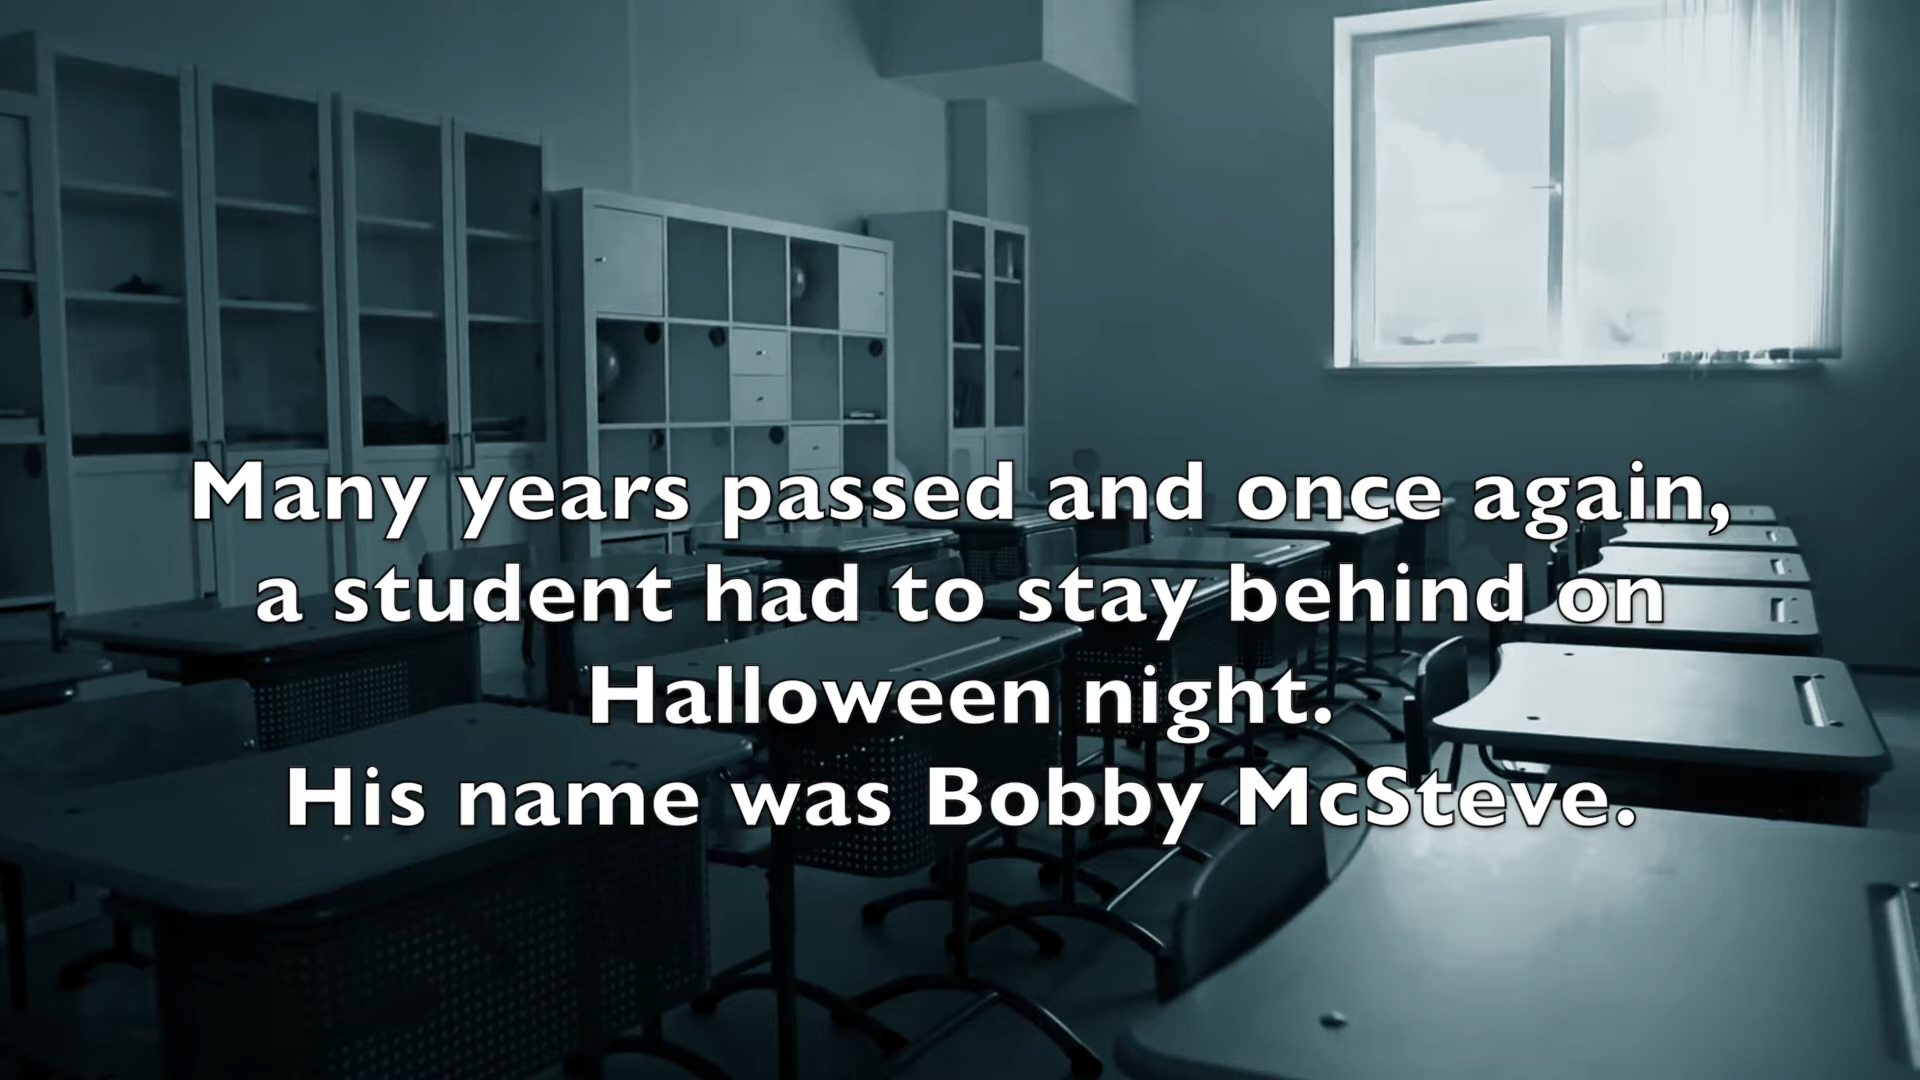 Many years passed and once again,
a student had to stay behind on
Halloween night.
His name was Bobby McSteve.